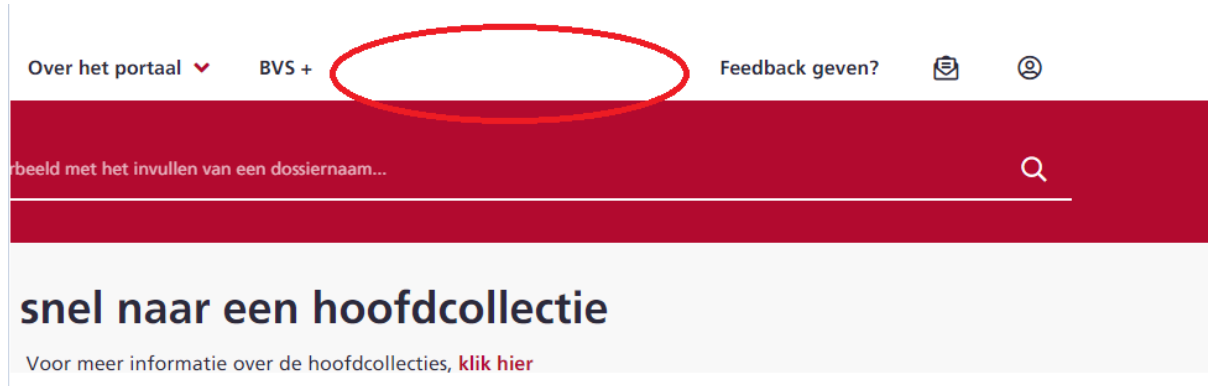 Over het portaal BVS + Feedback geven?
rbeeld met het invullen van een dossiernaam...
snel naar een hoofdcollectie
Voor meer informatie over de hoofdcollecties, klik hier